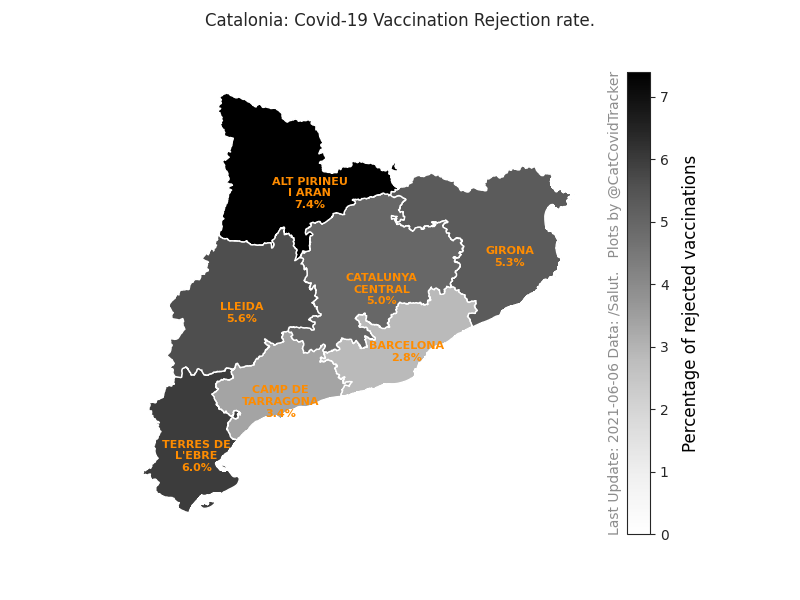 Catalonia: Covid-19 Vaccination Rejection rate.
ALT PIRINEU
I ARAN
7.4%
GIRONA
5.3%
CATALUNYA
CENTRAL
5.0%
LLEIDA
5.6%
BARCELONA
2.8%
CAMP DE
TARRAGONA
3.4%
TERRES DE
L'EBRE
6.0%
Last Update: 2021-06-06 Data: /Salut.   Plots by @CatCovidTracker
7
6
5
4
3
2
1
0
Percentage of rejected vaccinations